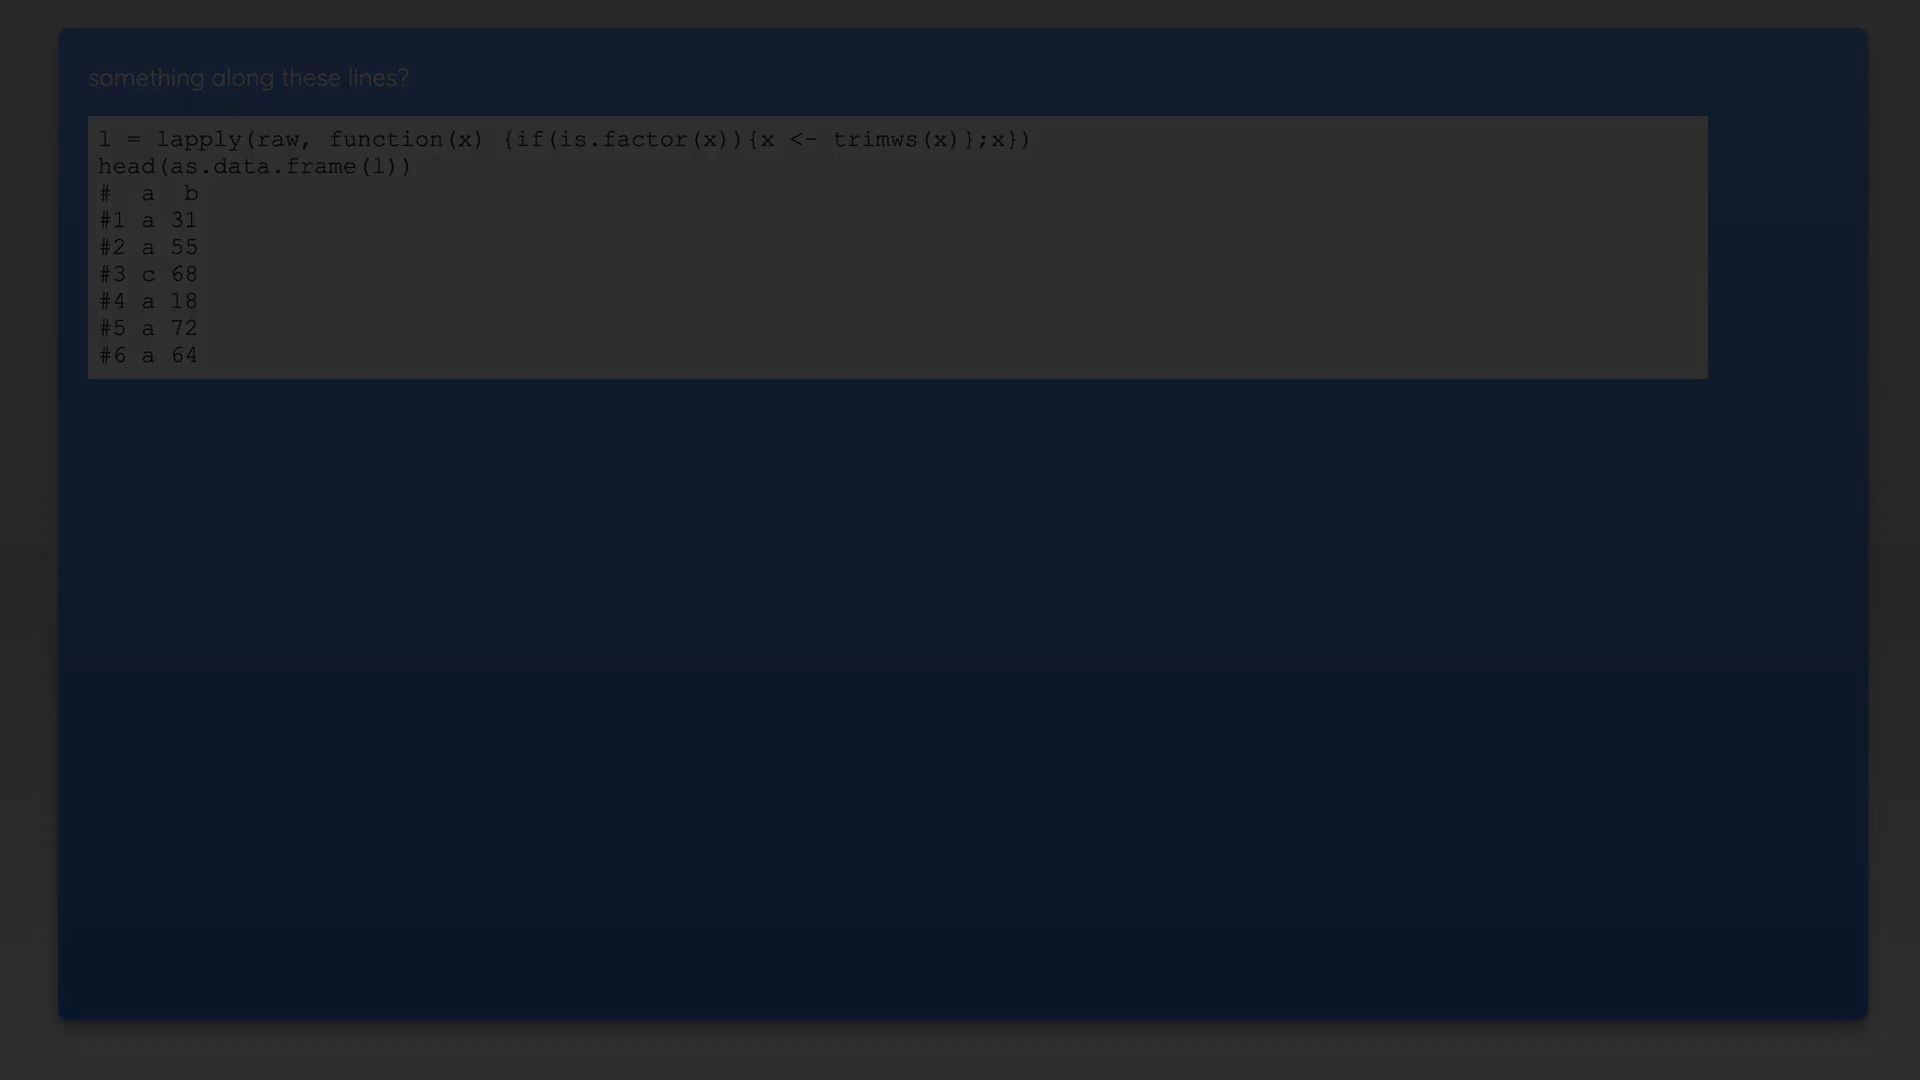 something along these lines?
l = lapply(raw, function(x) {if(is.factor(x)){x <- trimws(x)};x})
head(as.data.frame(l))
#  a  b
#1 a 31
#2 a 55
#3 c 68
#4 a 18
#5 a 72
#6 a 64